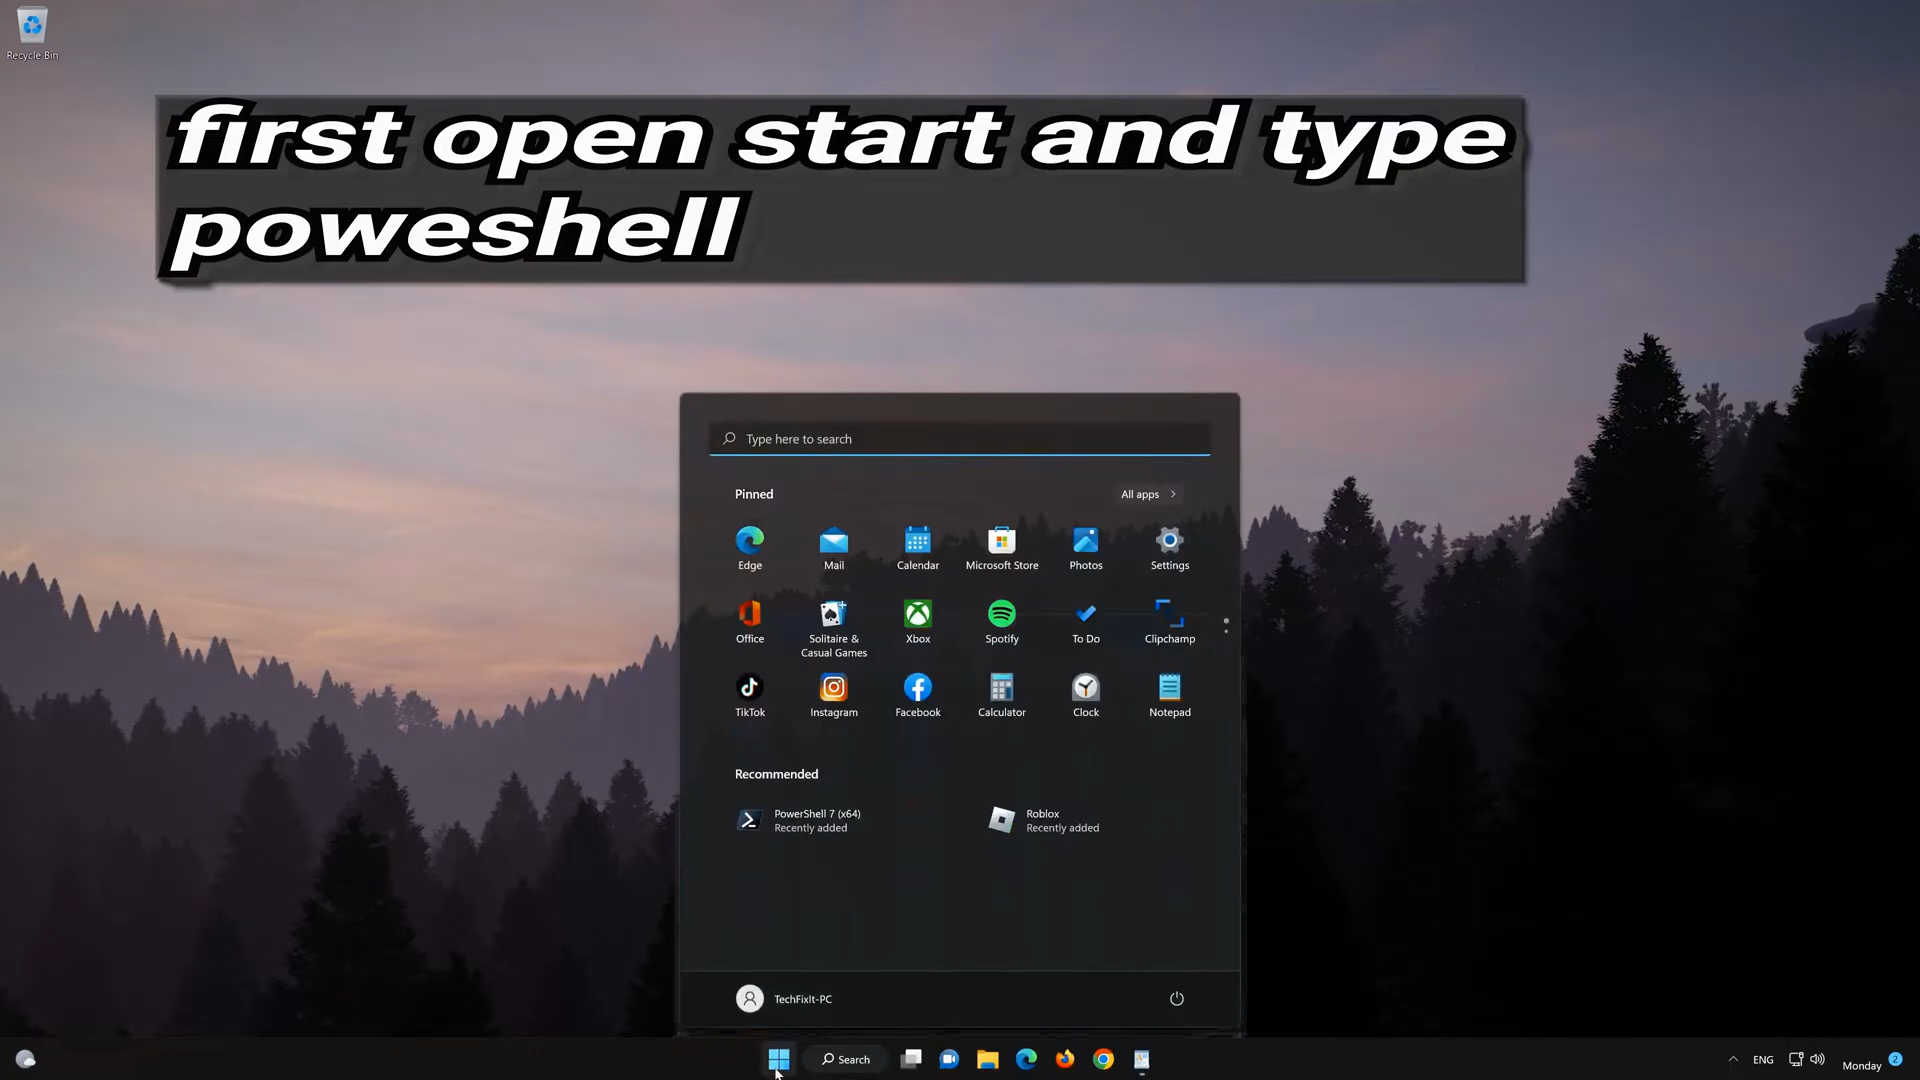 Recycle Bin
first open start and type
poweshell
Type here to search
Pinned
All apps
Edge
Mail
Calendar
Microsoft Store
Photos
Settings
Office
Solitaire &
Casual Games
Xbox
Spotify
To Do
Clipchamp
TikTok
Instagram
Facebook
Calculator
Clock
Notepad
Recommended
PowerShell 7 (x64)
Recently added
Roblox
Recently added
TechFixIt-PC
Search
ENG
Monday
2